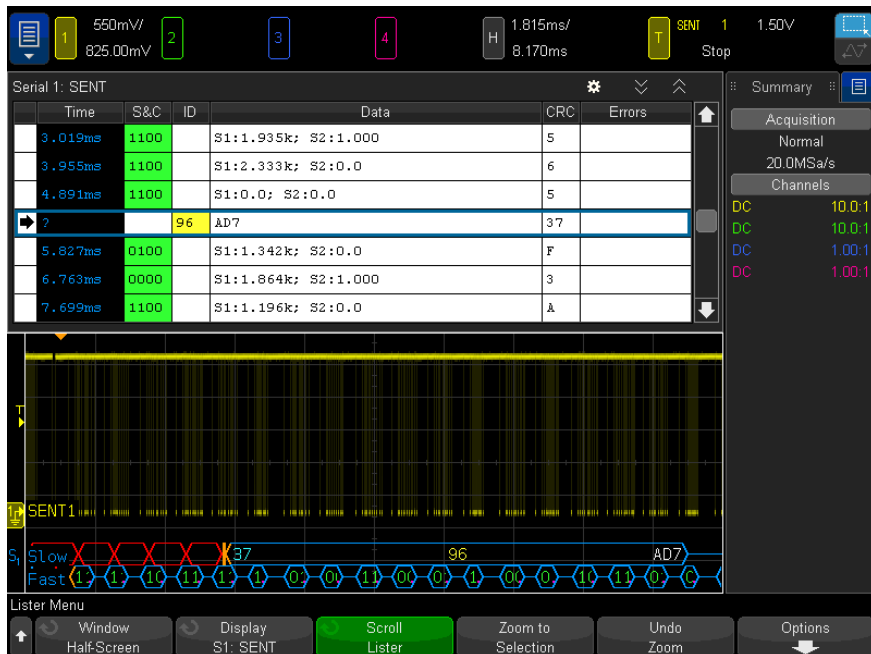 1 550mV/ 825.00mV 2 3 4 H 1.815ms/ 8.170ms T SENT 1 1.50V Stop
Serial 1: SENT
Time S&C ID Data CRC Errors
3.019ms 1100 S1:1.935k; S2:1.000 5
3.955ms 1100 S1:2.333k; S2:0.0 6
4.891ms 1100 S1:0.0; S2:0.0 5
? 96 AD7 37
5.827ms 0100 S1:1.342k; S2:0.0 F
6.763ms 0000 S1:1.864k; S2:1.000 3
7.699ms 1100 S1:1.196k; S2:0.0 A
Summary
Acquisition
Normal
20.0MSa/s
Channels
DC 10.0:1
DC 10.0:1
DC 1.00:1
DC 1.00:1
T
1 SENT1
S1 Slow 37 96 AD7
Fast
Lister Menu
Window Half-Screen
Display S1: SENT
Scroll Lister
Zoom to Selection
Undo Zoom
Options